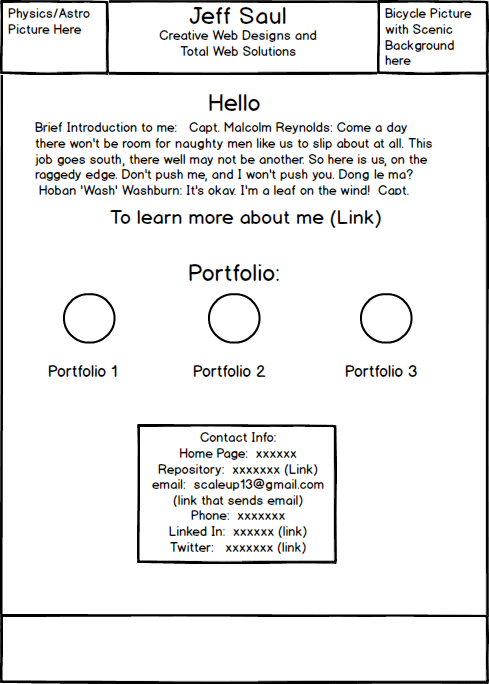 Physics/Astro
Picture Here
Jeff Saul
Creative Web Designs and
Total Web Solutions
Bicycle Picture
with Scenic
Background
here
Hello
Brief Introduction to me:   Capt. Malcolm Reynolds: Come a day
there won't be room for naughty men like us to slip about at all. This
job goes south, there well may not be another. So here is us, on the
raggedy edge. Don't push me, and I won't push you. Dong le ma?
Hoban 'Wash' Washburn: It's okay. I'm a leaf on the wind!  Capt.
To learn more about me (Link)
Portfolio:
Portfolio 1
Portfolio 2
Portfolio 3
Contact Info:
Home Page:  xxxxxx
Repository:  xxxxxxx (Link)
email:  scaleup13@gmail.com
(link that sends email)
Phone:  xxxxxxx
Linked In:  xxxxxx (link)
Twitter:   xxxxxxx (link)